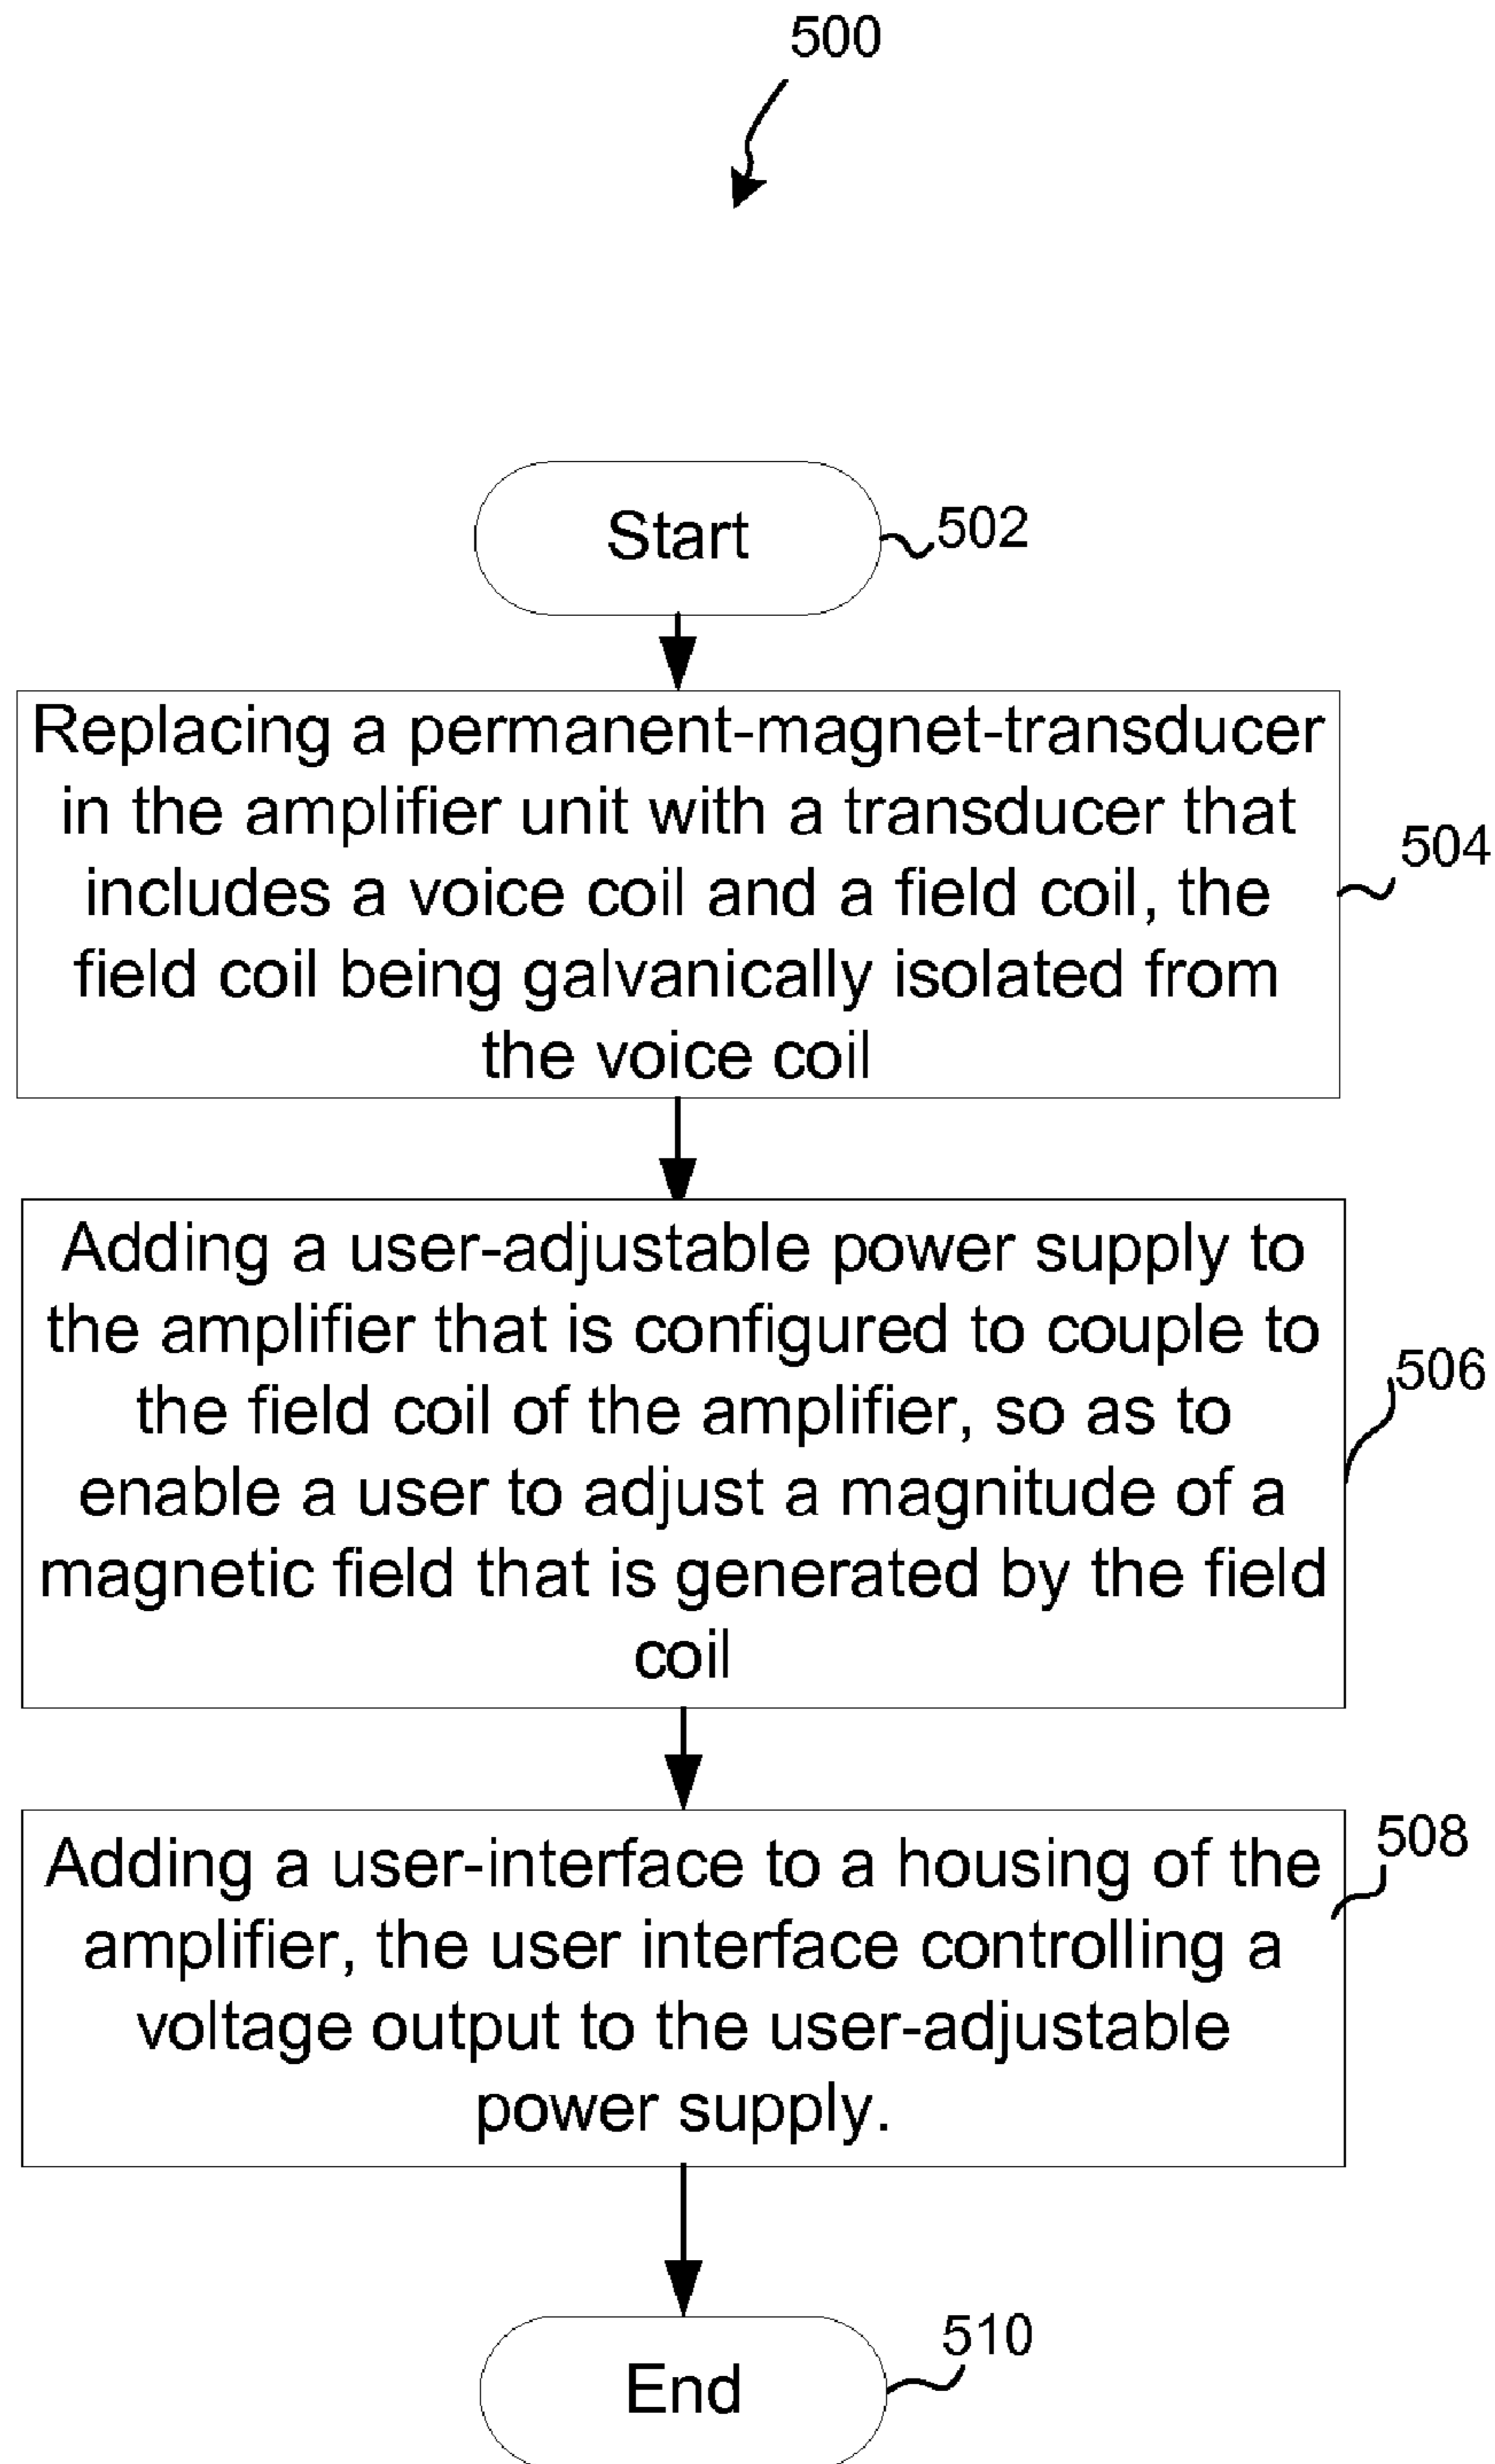 500
Start
502
Replacing a permanent-magnet-transducer
in the amplifier unit with a transducer that
includes a voice coil and a field coil, the
field coil being galvanically isolated from
the voice coil
504
Adding a user-adjustable power supply to
the amplifier that is configured to couple to
the field coil of the amplifier, so as to
enable a user to adjust a magnitude of a
magnetic field that is generated by the field
coil
506
Adding a user-interface to a housing of the
amplifier, the user interface controlling a
voltage output to the user-adjustable
power supply.
508
End
510